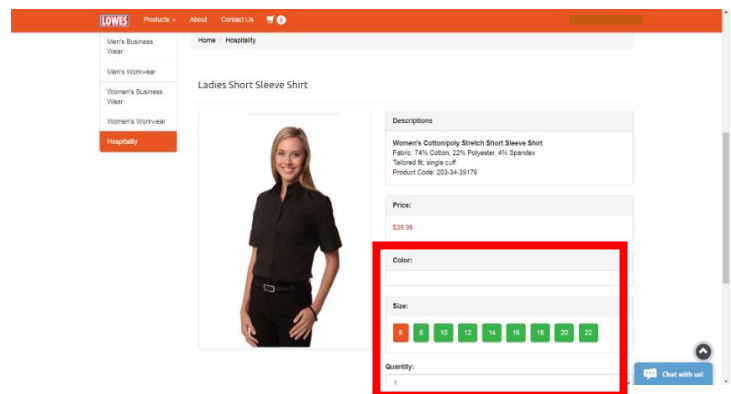 LOWES Products About Contact Us 0
Men's Business
Wear
Men's Workwear
Women's Business
Wear
Women's Workwear
Hospitality
Home / Hospitality
Ladies Short Sleeve Shirt
Descriptions
Women's Cotton/poly Stretch Short Sleeve Shirt
Fabric: 74% Cotton, 22% Polyester, 4% Spandex
Tailored fit, single cuff
Product Code: 203-34-39176
Price:
$39.95
Color:
Size:
6 8 10 12 14 16 18 20 22
Quantity:
1
Chat with us!